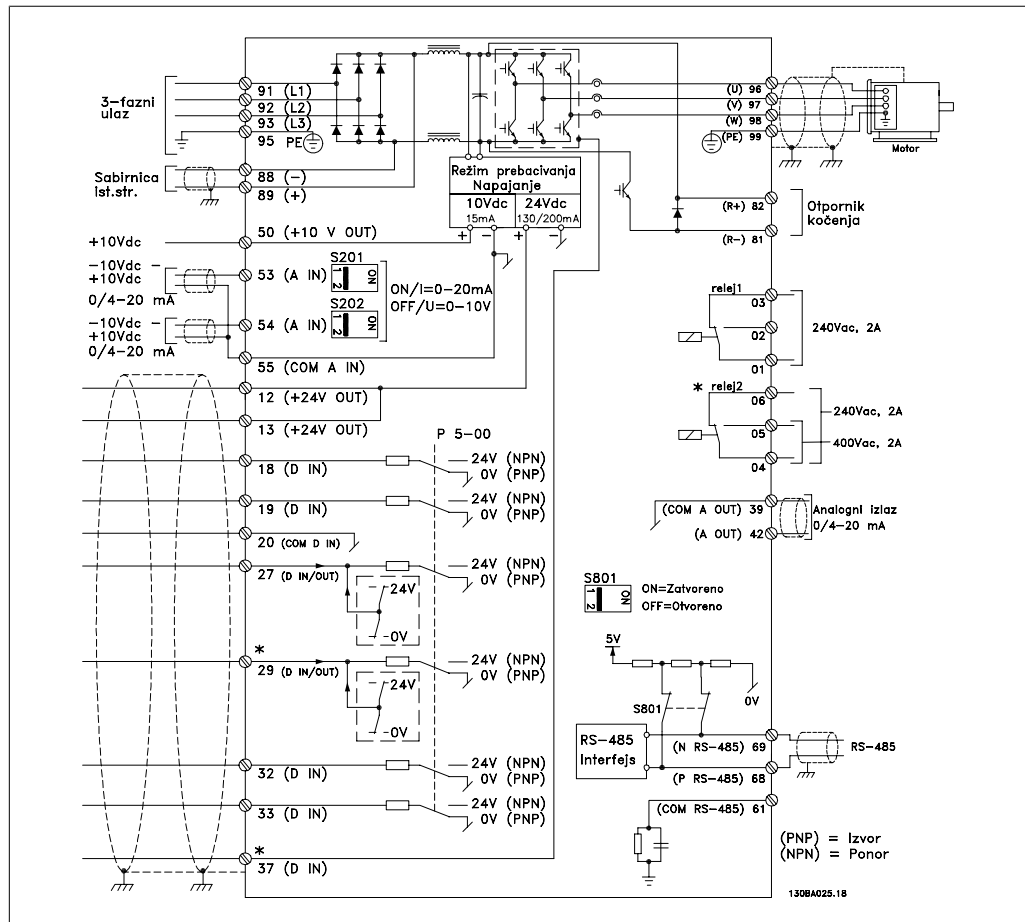 3-fazni
ulaz
91 (L1)
92 (L2)
93 (L3)
95 PE
Sabirnica
ist.str.
88 (-)
89 (+)
Režim prebacivanja
Napajanje
10Vdc
15mA
24Vdc
130/200mA
+ - + -
+10Vdc
50 (+10 V OUT)
-10Vdc -
+10Vdc
0/4-20 mA
53 (A IN)
S201
1 2
ON
ON/I=0-20mA
OFF/U=0-10V
S202
1 2
ON
-10Vdc -
+10Vdc
0/4-20 mA
54 (A IN)
55 (COM A IN)
12 (+24V OUT)
13 (+24V OUT)
P 5-00
18 (D IN)
24V (NPN)
0V (PNP)
19 (D IN)
24V (NPN)
0V (PNP)
20 (COM D IN)
27 (D IN/OUT)
24V (NPN)
0V (PNP)
24V
0V
*
29 (D IN/OUT)
24V (NPN)
0V (PNP)
24V
0V
32 (D IN)
24V (NPN)
0V (PNP)
33 (D IN)
24V (NPN)
0V (PNP)
*
37 (D IN)
(U) 96
(V) 97
(W) 98
(PE) 99
Motor
(R+) 82
(R-) 81
Otpornik
kočenja
relej1
03
02
01
240Vac, 2A
* relej2
06
05
04
240Vac, 2A
400Vac, 2A
(COM A OUT) 39
(A OUT) 42
Analogni izlaz
0/4-20 mA
S801
1 2
ON
ON=Zatvoreno
OFF=Otvoreno
5V
0V
S801
RS-485
Interfejs
(N RS-485) 69
(P RS-485) 68
RS-485
(COM RS-485) 61
(PNP) = Izvor
(NPN) = Ponor
130BA025.18